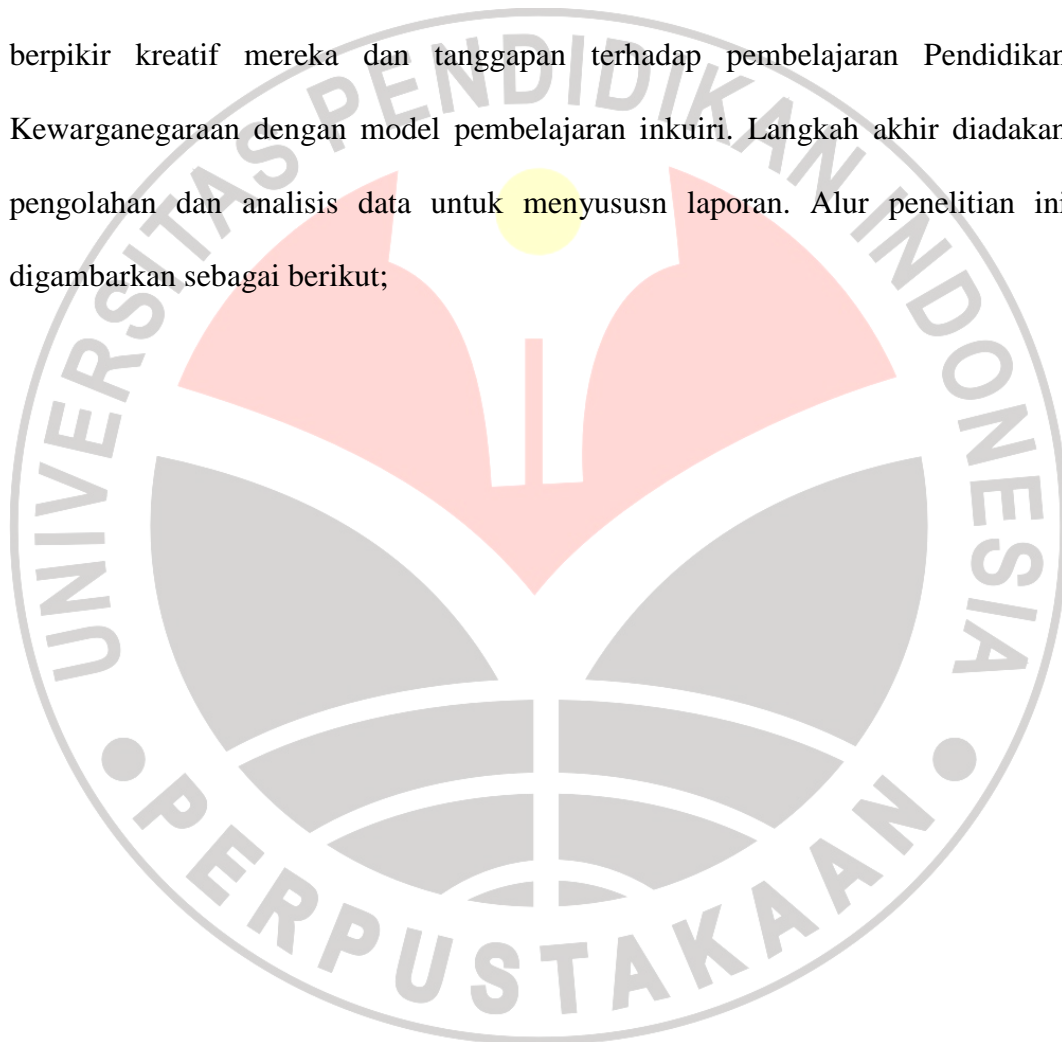 berpikir kreatif mereka dan tanggapan terhadap pembelajaran Pendidikan
Kewarganegaraan dengan model pembelajaran inkuiri. Langkah akhir diadakan
pengolahan dan analisis data untuk menyususn laporan. Alur penelitian ini
digambarkan sebagai berikut;
UNIVERSITAS PENDIDIKAN INDONESIA
PERPUSTAKAAN